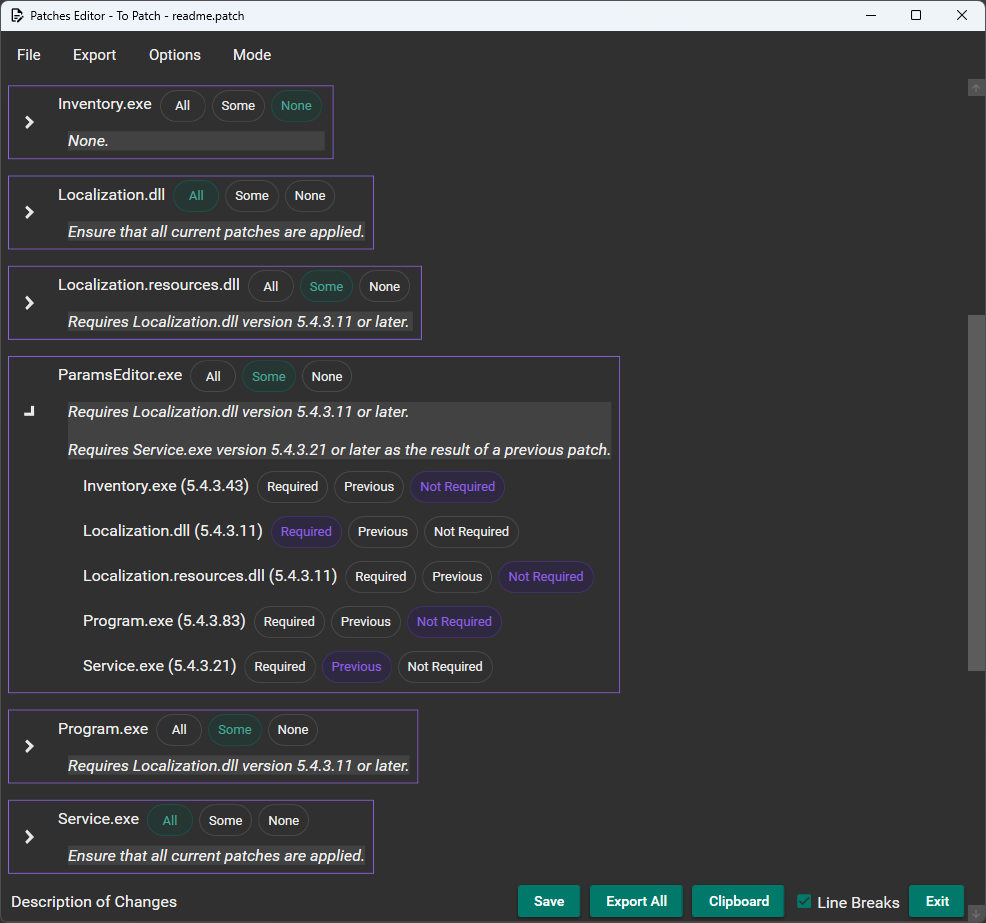 Patches Editor - To Patch - readme.patch
File Export Options Mode
Inventory.exe All Some None
None.
Localization.dll All Some None
Ensure that all current patches are applied.
Localization.resources.dll All Some None
Requires Localization.dll version 5.4.3.11 or later.
ParamsEditor.exe All Some None
Requires Localization.dll version 5.4.3.11 or later.
Requires Service.exe version 5.4.3.21 or later as the result of a previous patch.
Inventory.exe (5.4.3.43) Required Previous Not Required
Localization.dll (5.4.3.11) Required Previous Not Required
Localization.resources.dll (5.4.3.11) Required Previous Not Required
Program.exe (5.4.3.83) Required Previous Not Required
Service.exe (5.4.3.21) Required Previous Not Required
Program.exe All Some None
Requires Localization.dll version 5.4.3.11 or later.
Service.exe All Some None
Ensure that all current patches are applied.
Description of Changes Save Export All Clipboard Line Breaks Exit